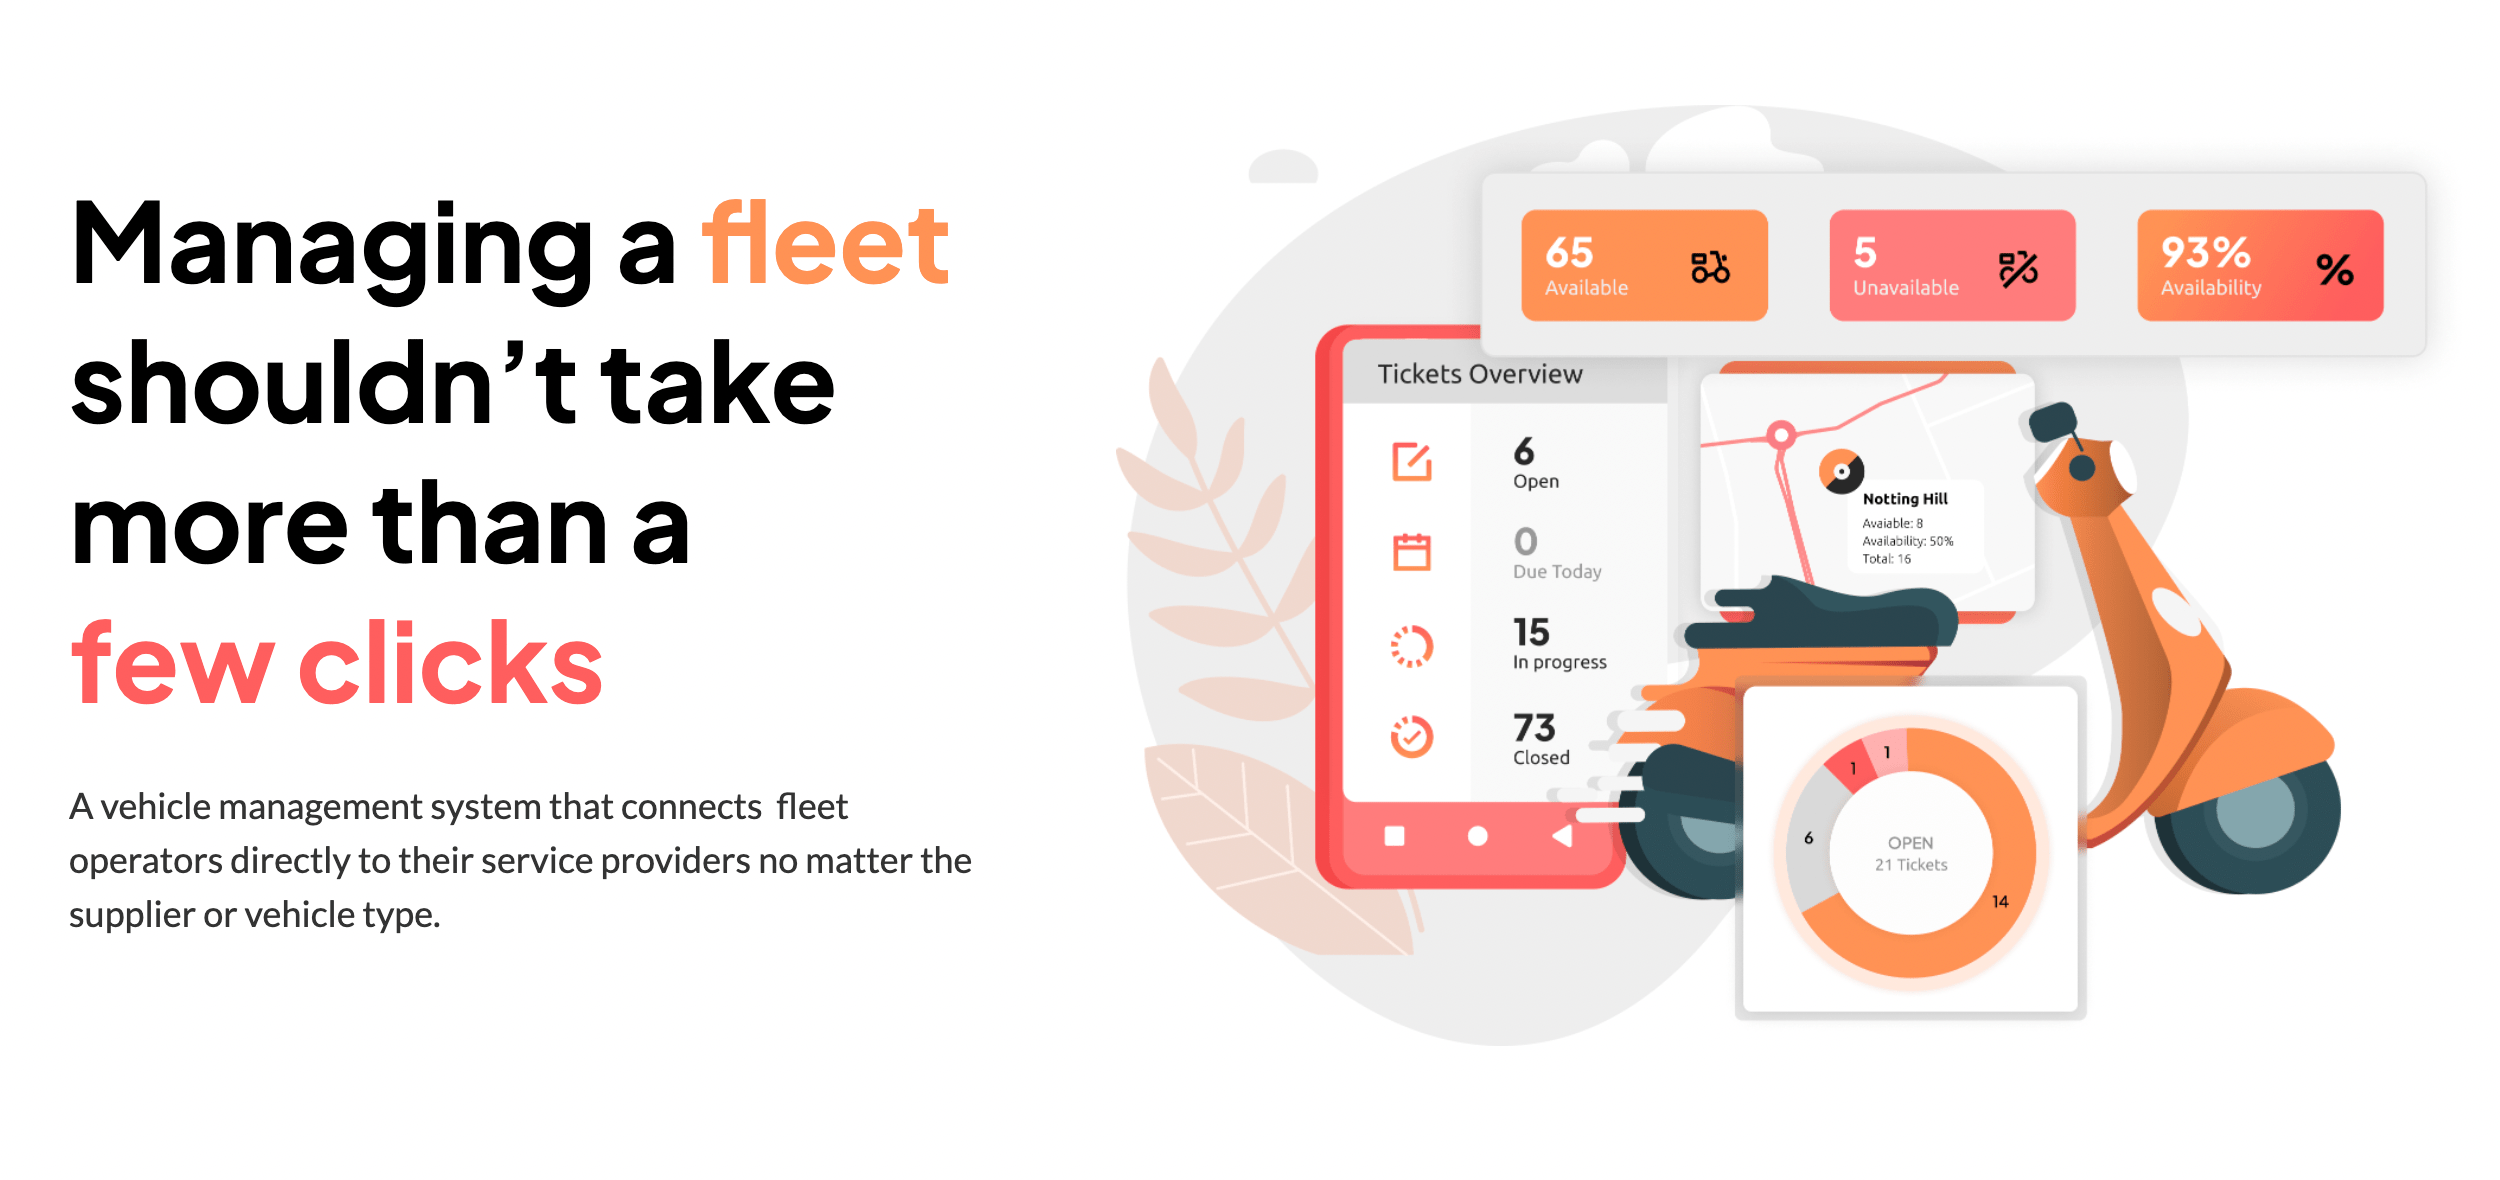 Managing a fleet
shouldn’t take
more than a
few clicks
A vehicle management system that connects  fleet
operators directly to their service providers no matter the
supplier or vehicle type.
65
Available
5
Unavailable
93%
Availability
%
Tickets Overview
6
Open
0
Due Today
15
In progress
73
Closed
Notting Hill
Avaiable: 8
Availability: 50%
Total: 16
1
1
6
14
OPEN
21 Tickets